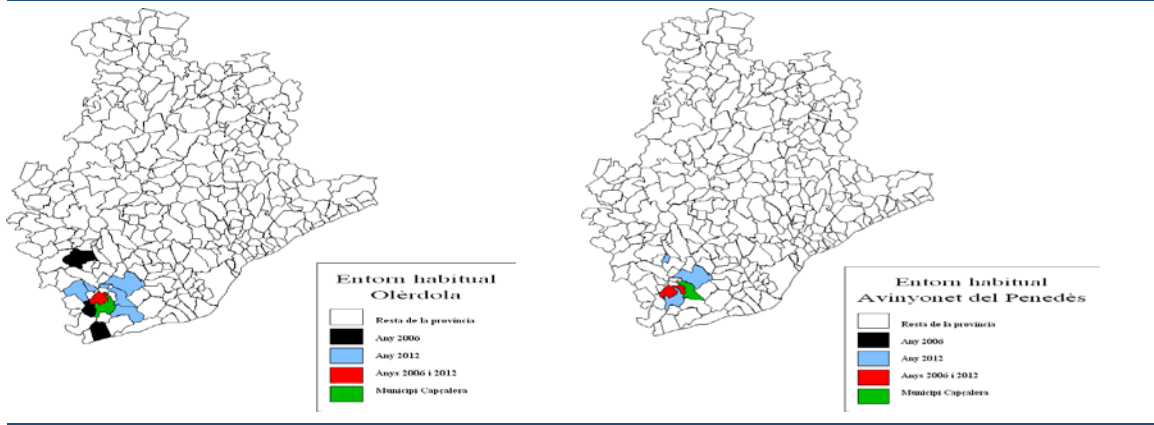 Entorn habitual
Olèrdola
Resta de la província
Any 2006
Any 2012
Anys 2006 i 2012
Municipi Capçalera
Entorn habitual
Avinyonet del Penedès
Resta de la província
Any 2006
Any 2012
Anys 2006 i 2012
Municipi Capçalera